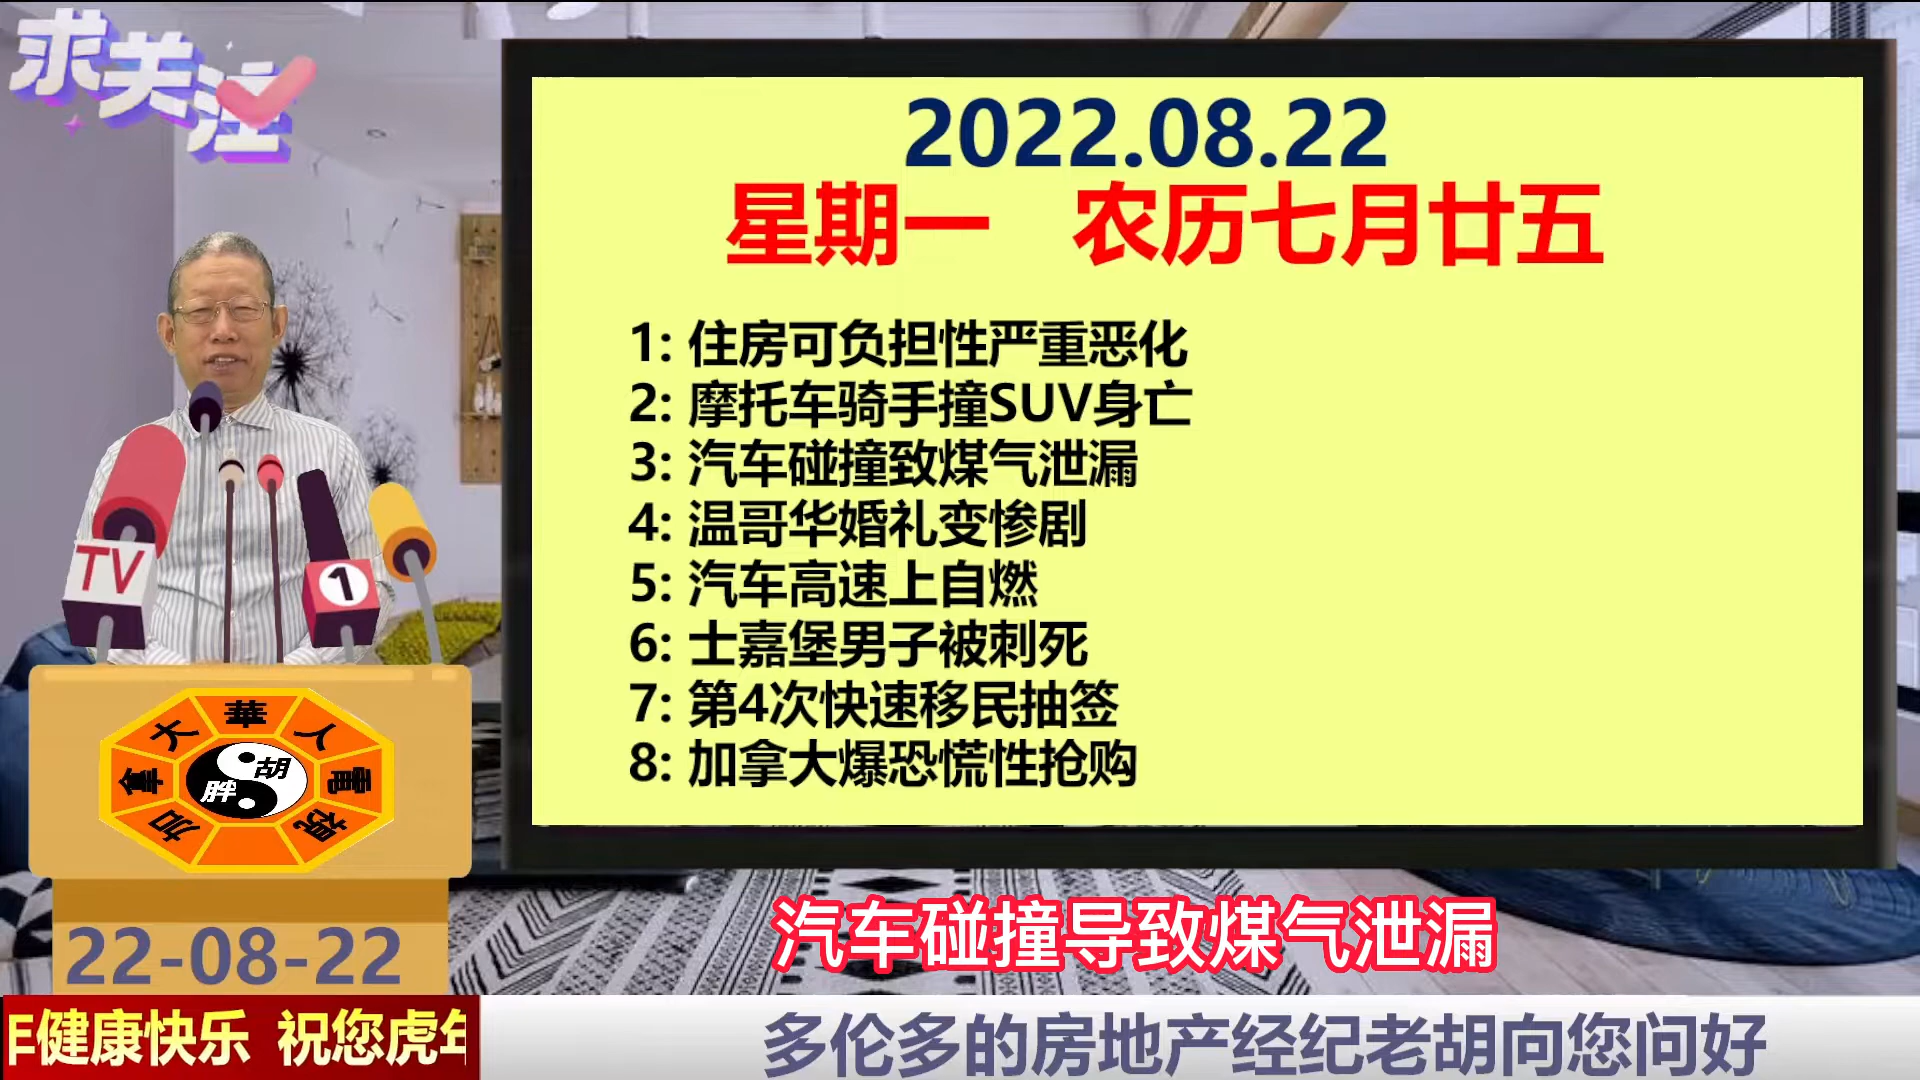 求关注
2022.08.22
星期一 农历七月廿五
1: 住房可负担性严重恶化
2: 摩托车骑手撞SUV身亡
3: 汽车碰撞致煤气泄漏
4: 温哥华婚礼变惨剧
5: 汽车高速上自燃
6: 士嘉堡男子被刺死
7: 第4次快速移民抽签
8: 加拿大爆恐慌性抢购
TV
1
加拿大華人電視
胡
胖
22-08-22
汽车碰撞导致煤气泄漏
年健康快乐 祝您虎年
多伦多的房地产经纪老胡向您问好